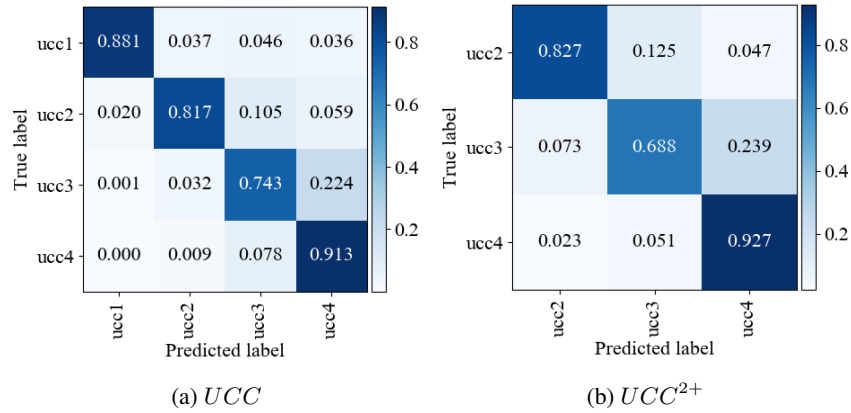 ucc1 0.881 0.037 0.046 0.036
ucc2 0.020 0.817 0.105 0.059
ucc3 0.001 0.032 0.743 0.224
ucc4 0.000 0.009 0.078 0.913
True label
ucc1 ucc2 ucc3 ucc4
Predicted label
0.8
0.6
0.4
0.2
(a) UCC
ucc2 0.827 0.125 0.047
ucc3 0.073 0.688 0.239
ucc4 0.023 0.051 0.927
True label
ucc2 ucc3 ucc4
Predicted label
0.8
0.6
0.4
0.2
(b) UCC²⁺